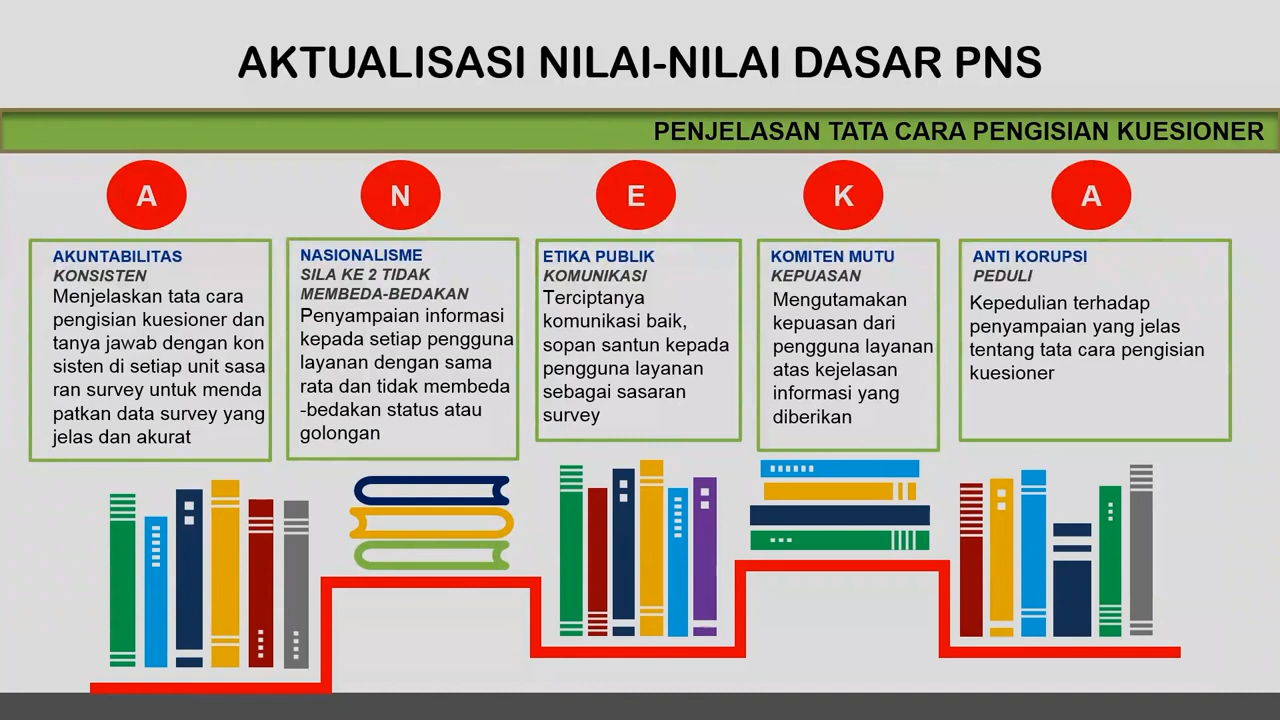 AKTUALISASI NILAI-NILAI DASAR PNS
PENJELASAN TATA CARA PENGISIAN KUESIONER
A
AKUNTABILITAS
KONSISTEN
Menjelaskan tata cara
pengisian kuesioner dan
tanya jawab dengan kon
sisten di setiap unit sasa
ran survey untuk menda
patkan data survey yang
jelas dan akurat
N
NASIONALISME
SILA KE 2 TIDAK
MEMBEDA-BEDAKAN
Penyampaian informasi
kepada setiap pengguna
layanan dengan sama
rata dan tidak membeda
-bedakan status atau
golongan
E
ETIKA PUBLIK
KOMUNIKASI
Terciptanya
komunikasi baik,
sopan santun kepada
pengguna layanan
sebagai sasaran
survey
K
KOMITEN MUTU
KEPUASAN
Mengutamakan
kepuasan dari
pengguna layanan
atas kejelasan
informasi yang
diberikan
A
ANTI KORUPSI
PEDULI
Kepedulian terhadap
penyampaian yang jelas
tentang tata cara pengisian
kuesioner